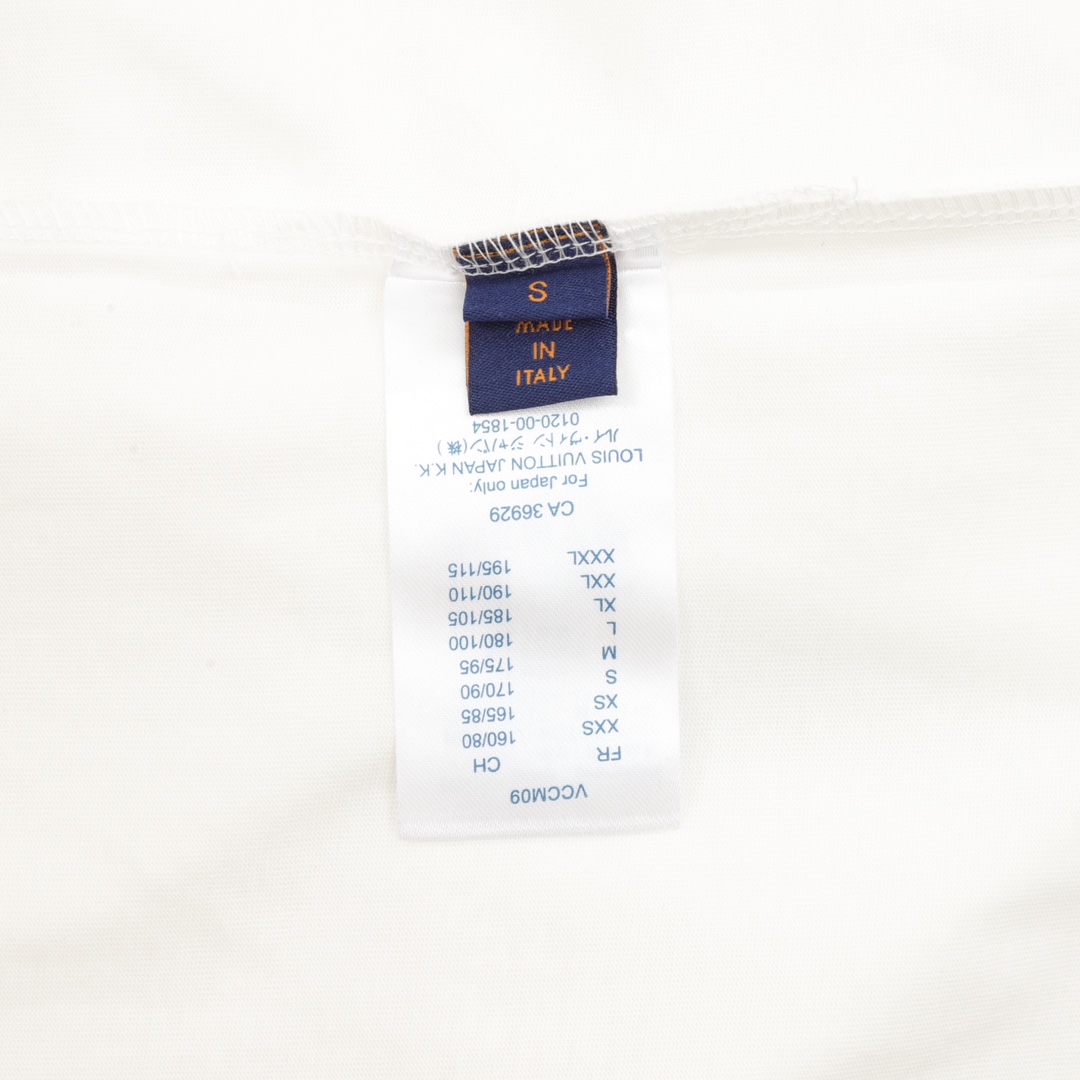 S
MADE
IN
ITALY
VCCM09
FR CH
XXS 160/80
XS 165/85
S 170/90
M 175/95
L 180/100
XL 185/105
XXL 190/110
XXXL 195/115
CA 36929
For Japan only:
LOUIS VUITTON JAPAN K.K.
ルイ・ヴィトン ジャパン(株)
0120-00-1854